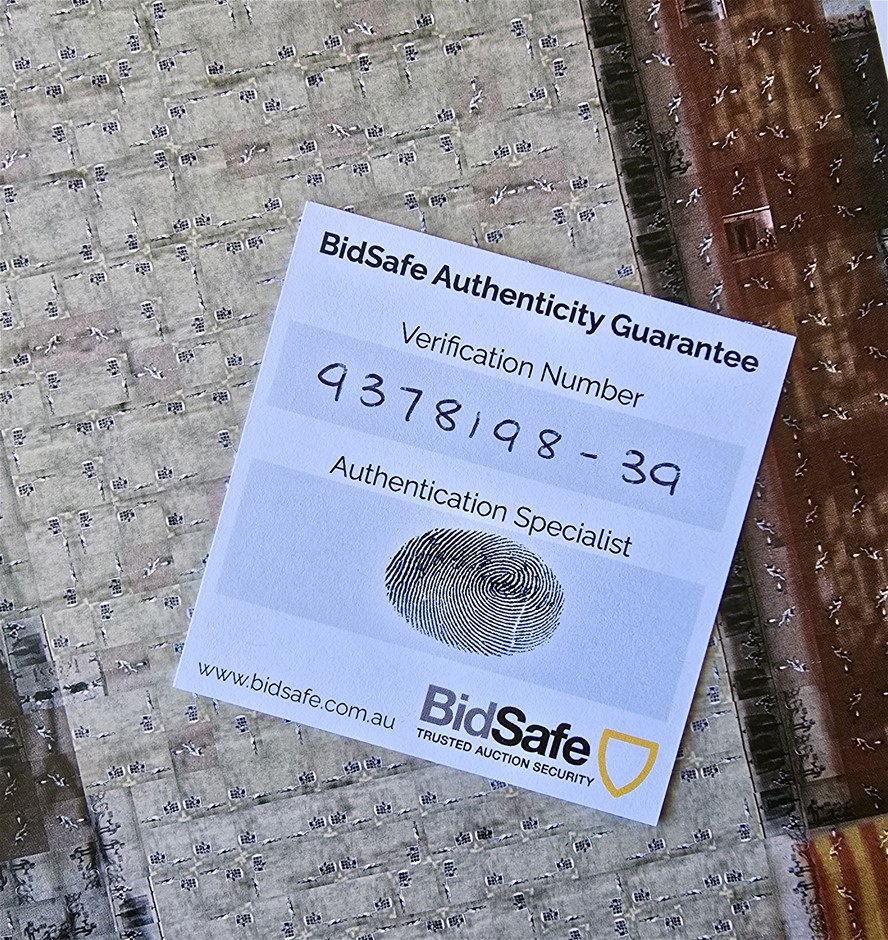 BidSafe Authenticity Guarantee
Verification Number
9378198-39
Authentication Specialist
www.bidsafe.com.au
BidSafe
TRUSTED AUCTION SECURITY